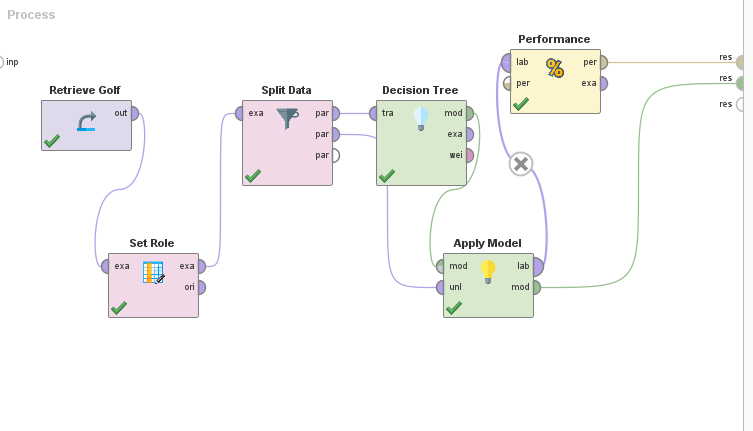 Process
inp
Retrieve Golf
out
Set Role
exa
exa
ori
Split Data
exa
par
par
par
Decision Tree
tra
mod
exa
wei
Apply Model
mod
lab
unl
mod
Performance
lab
per
per
exa
%
res
res
res